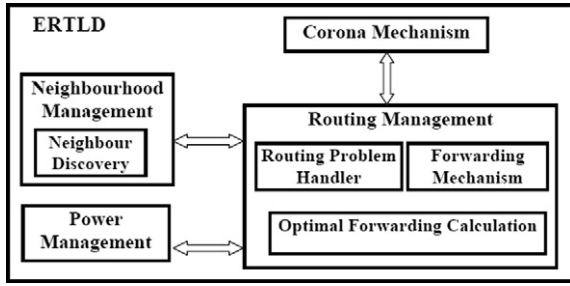 ERTLD
Corona Mechanism
Neighbourhood
Management
Neighbour
Discovery
Routing Management
Routing Problem
Handler
Forwarding
Mechanism
Optimal Forwarding Calculation
Power
Management